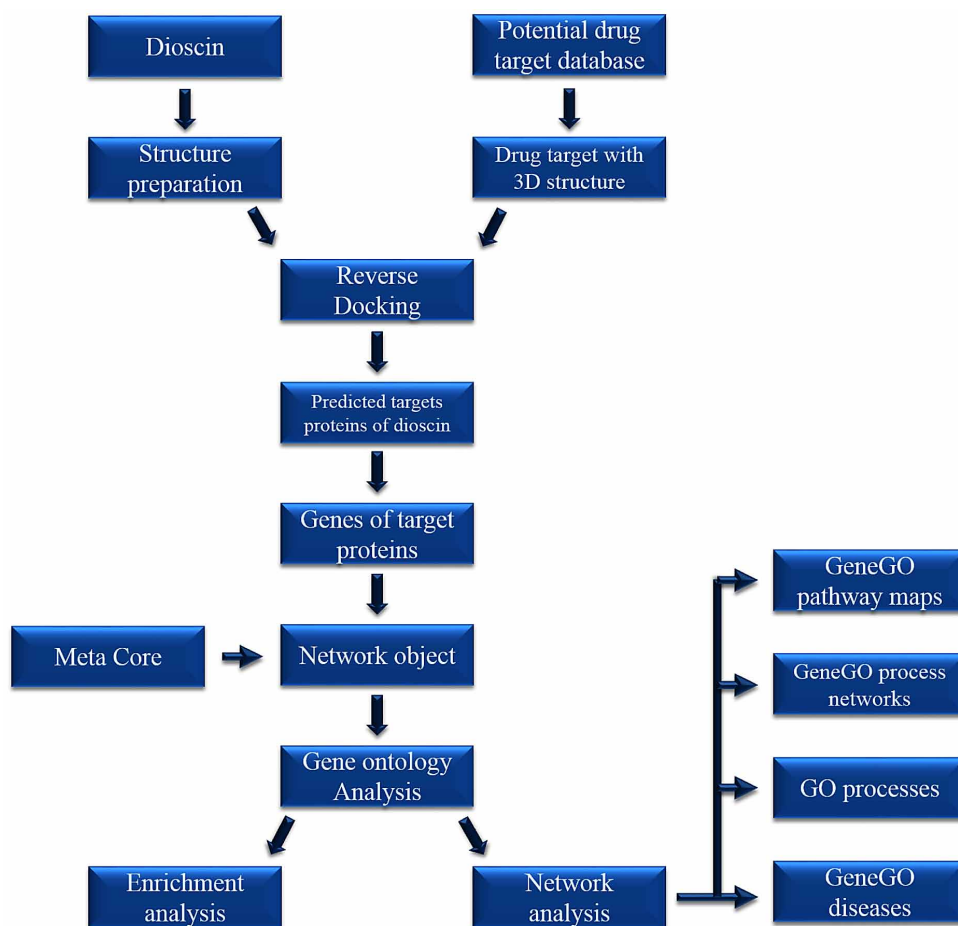 Dioscin
Potential drug
target database
Structure
preparation
Drug target with
3D structure
Reverse
Docking
Predicted targets
proteins of dioscin
Genes of target
proteins
Meta Core
Network object
Gene ontology
Analysis
Enrichment
analysis
Network
analysis
GeneGO
pathway maps
GeneGO process
networks
GO processes
GeneGO
diseases